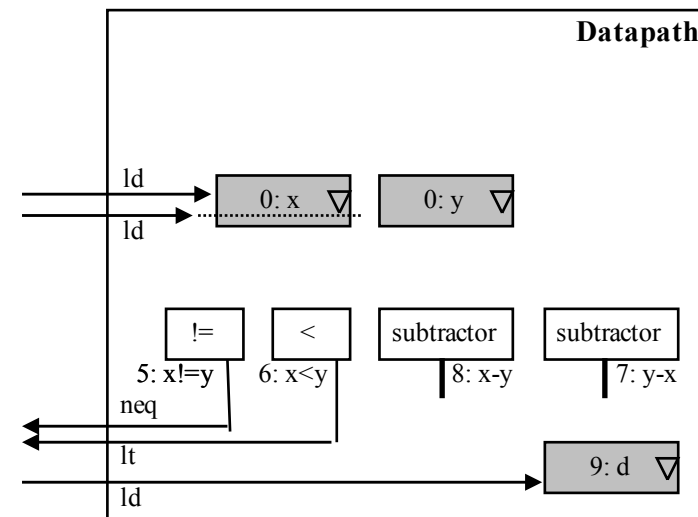 Datapath
ld
0: x
0: y
ld
!=
<
subtractor
subtractor
5: x!=y
6: x<y
8: x-y
7: y-x
neq
lt
9: d
ld